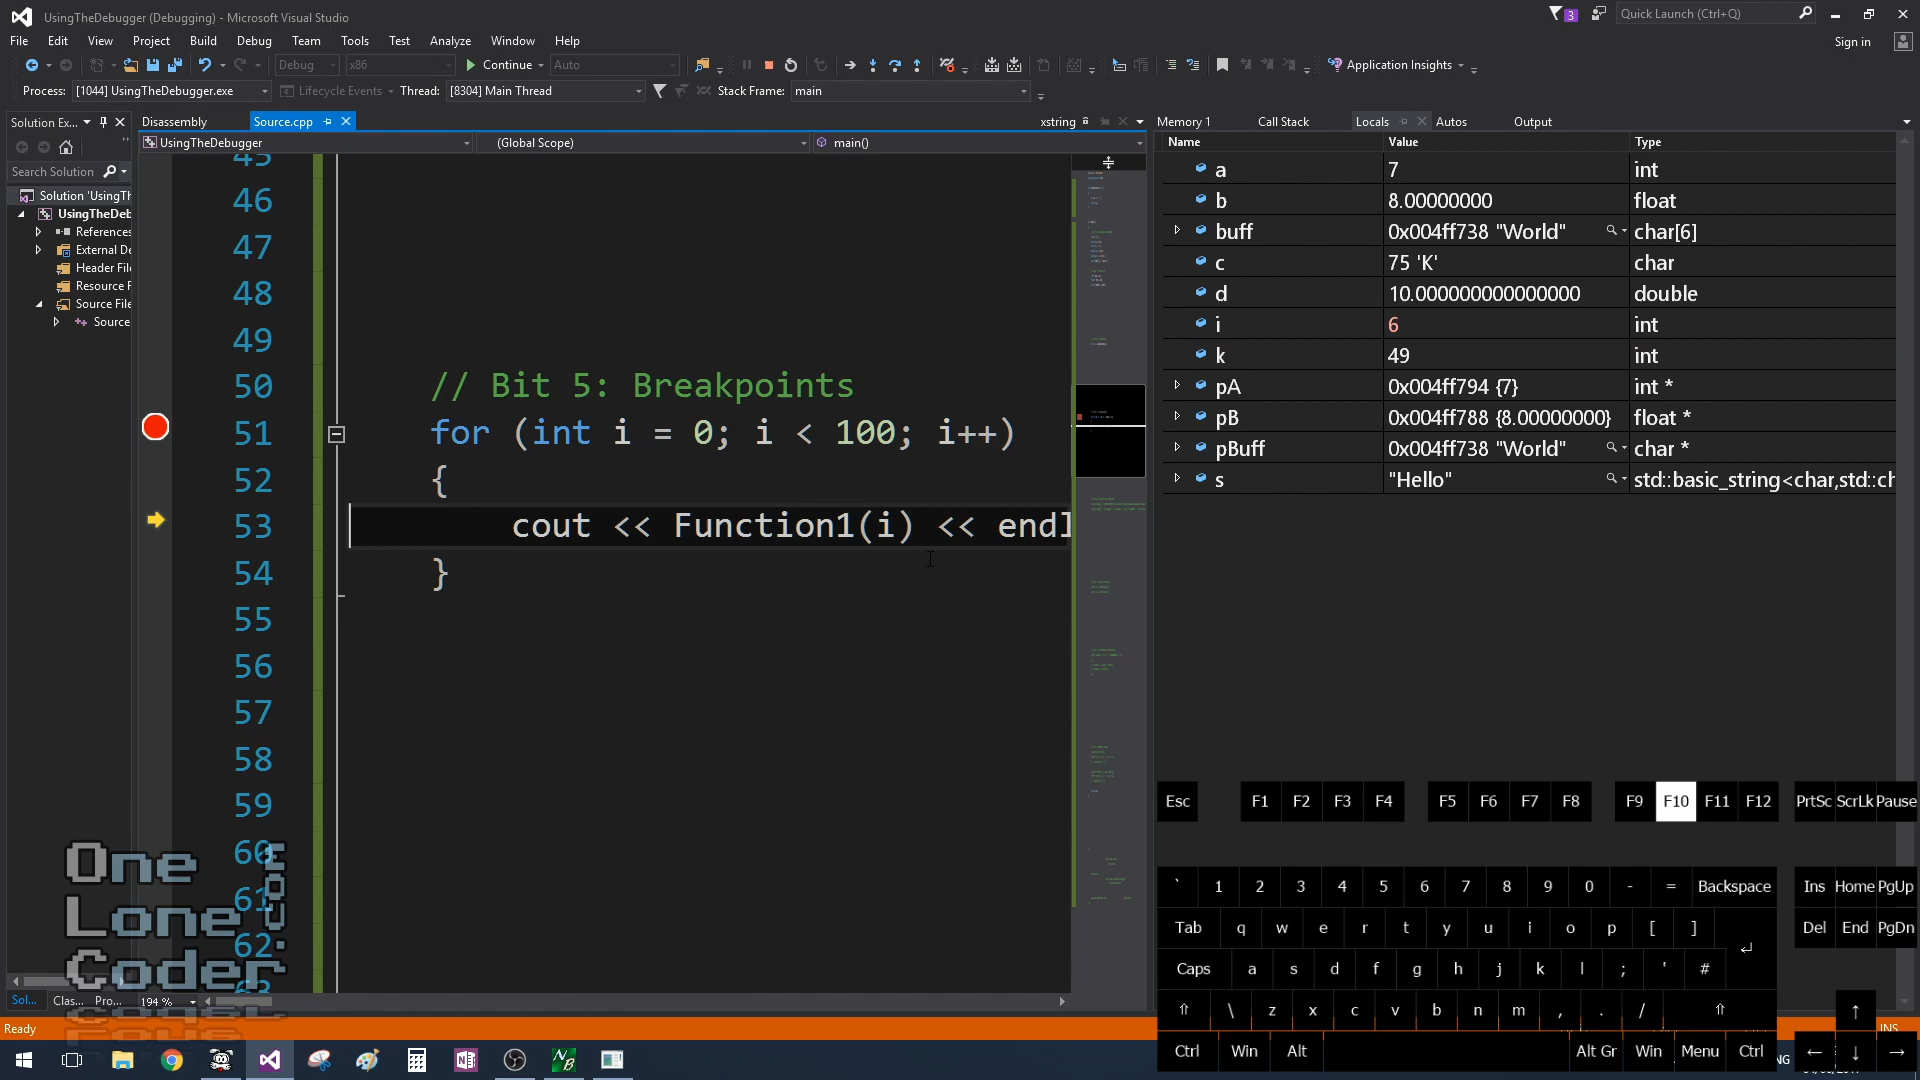 UsingTheDebugger (Debugging) - Microsoft Visual Studio
3
Quick Launch (Ctrl+Q)
File Edit View Project Build Debug Team Tools Test Analyze Window Help
Sign in
Debug x86 Continue Auto Application Insights
Process: [1044] UsingTheDebugger.exe Lifecycle Events Thread: [8304] Main Thread Stack Frame: main
Solution Ex...
Disassembly Source.cpp xstring
Memory 1 Call Stack Locals Autos Output
UsingTheDebugger (Global Scope) main()
Name Value Type
Search Solution
Solution 'UsingTh
UsingTheDeb
References
External De
Header File
Resource F
Source File
Source
a 7 int
b 8.00000000 float
buff 0x004ff738 "World" char[6]
c 75 'K' char
d 10.000000000000000 double
i 6 int
k 49 int
pA 0x004ff794 {7} int *
pB 0x004ff788 {8.00000000} float *
pBuff 0x004ff738 "World" char *
s "Hello" std::basic_string<char,std::ch
45
46
47
48
49
50 // Bit 5: Breakpoints
51 for (int i = 0; i < 100; i++)
52 {
53 cout << Function1(i) << endl
54 }
55
56
57
58
59
60
61
62
63
One
Lone
Coder
.com
Sol... Clas... Pro... 194 %
Ready
INS
Esc F1 F2 F3 F4 F5 F6 F7 F8 F9 F10 F11 F12 PrtSc ScrLk Pause
` 1 2 3 4 5 6 7 8 9 0 - = Backspace Ins Home PgUp
Tab q w e r t y u i o p [ ] Del End PgDn
Caps a s d f g h j k l ; ' #
\ z x c v b n m , . /
Ctrl Win Alt Alt Gr Win Menu Ctrl